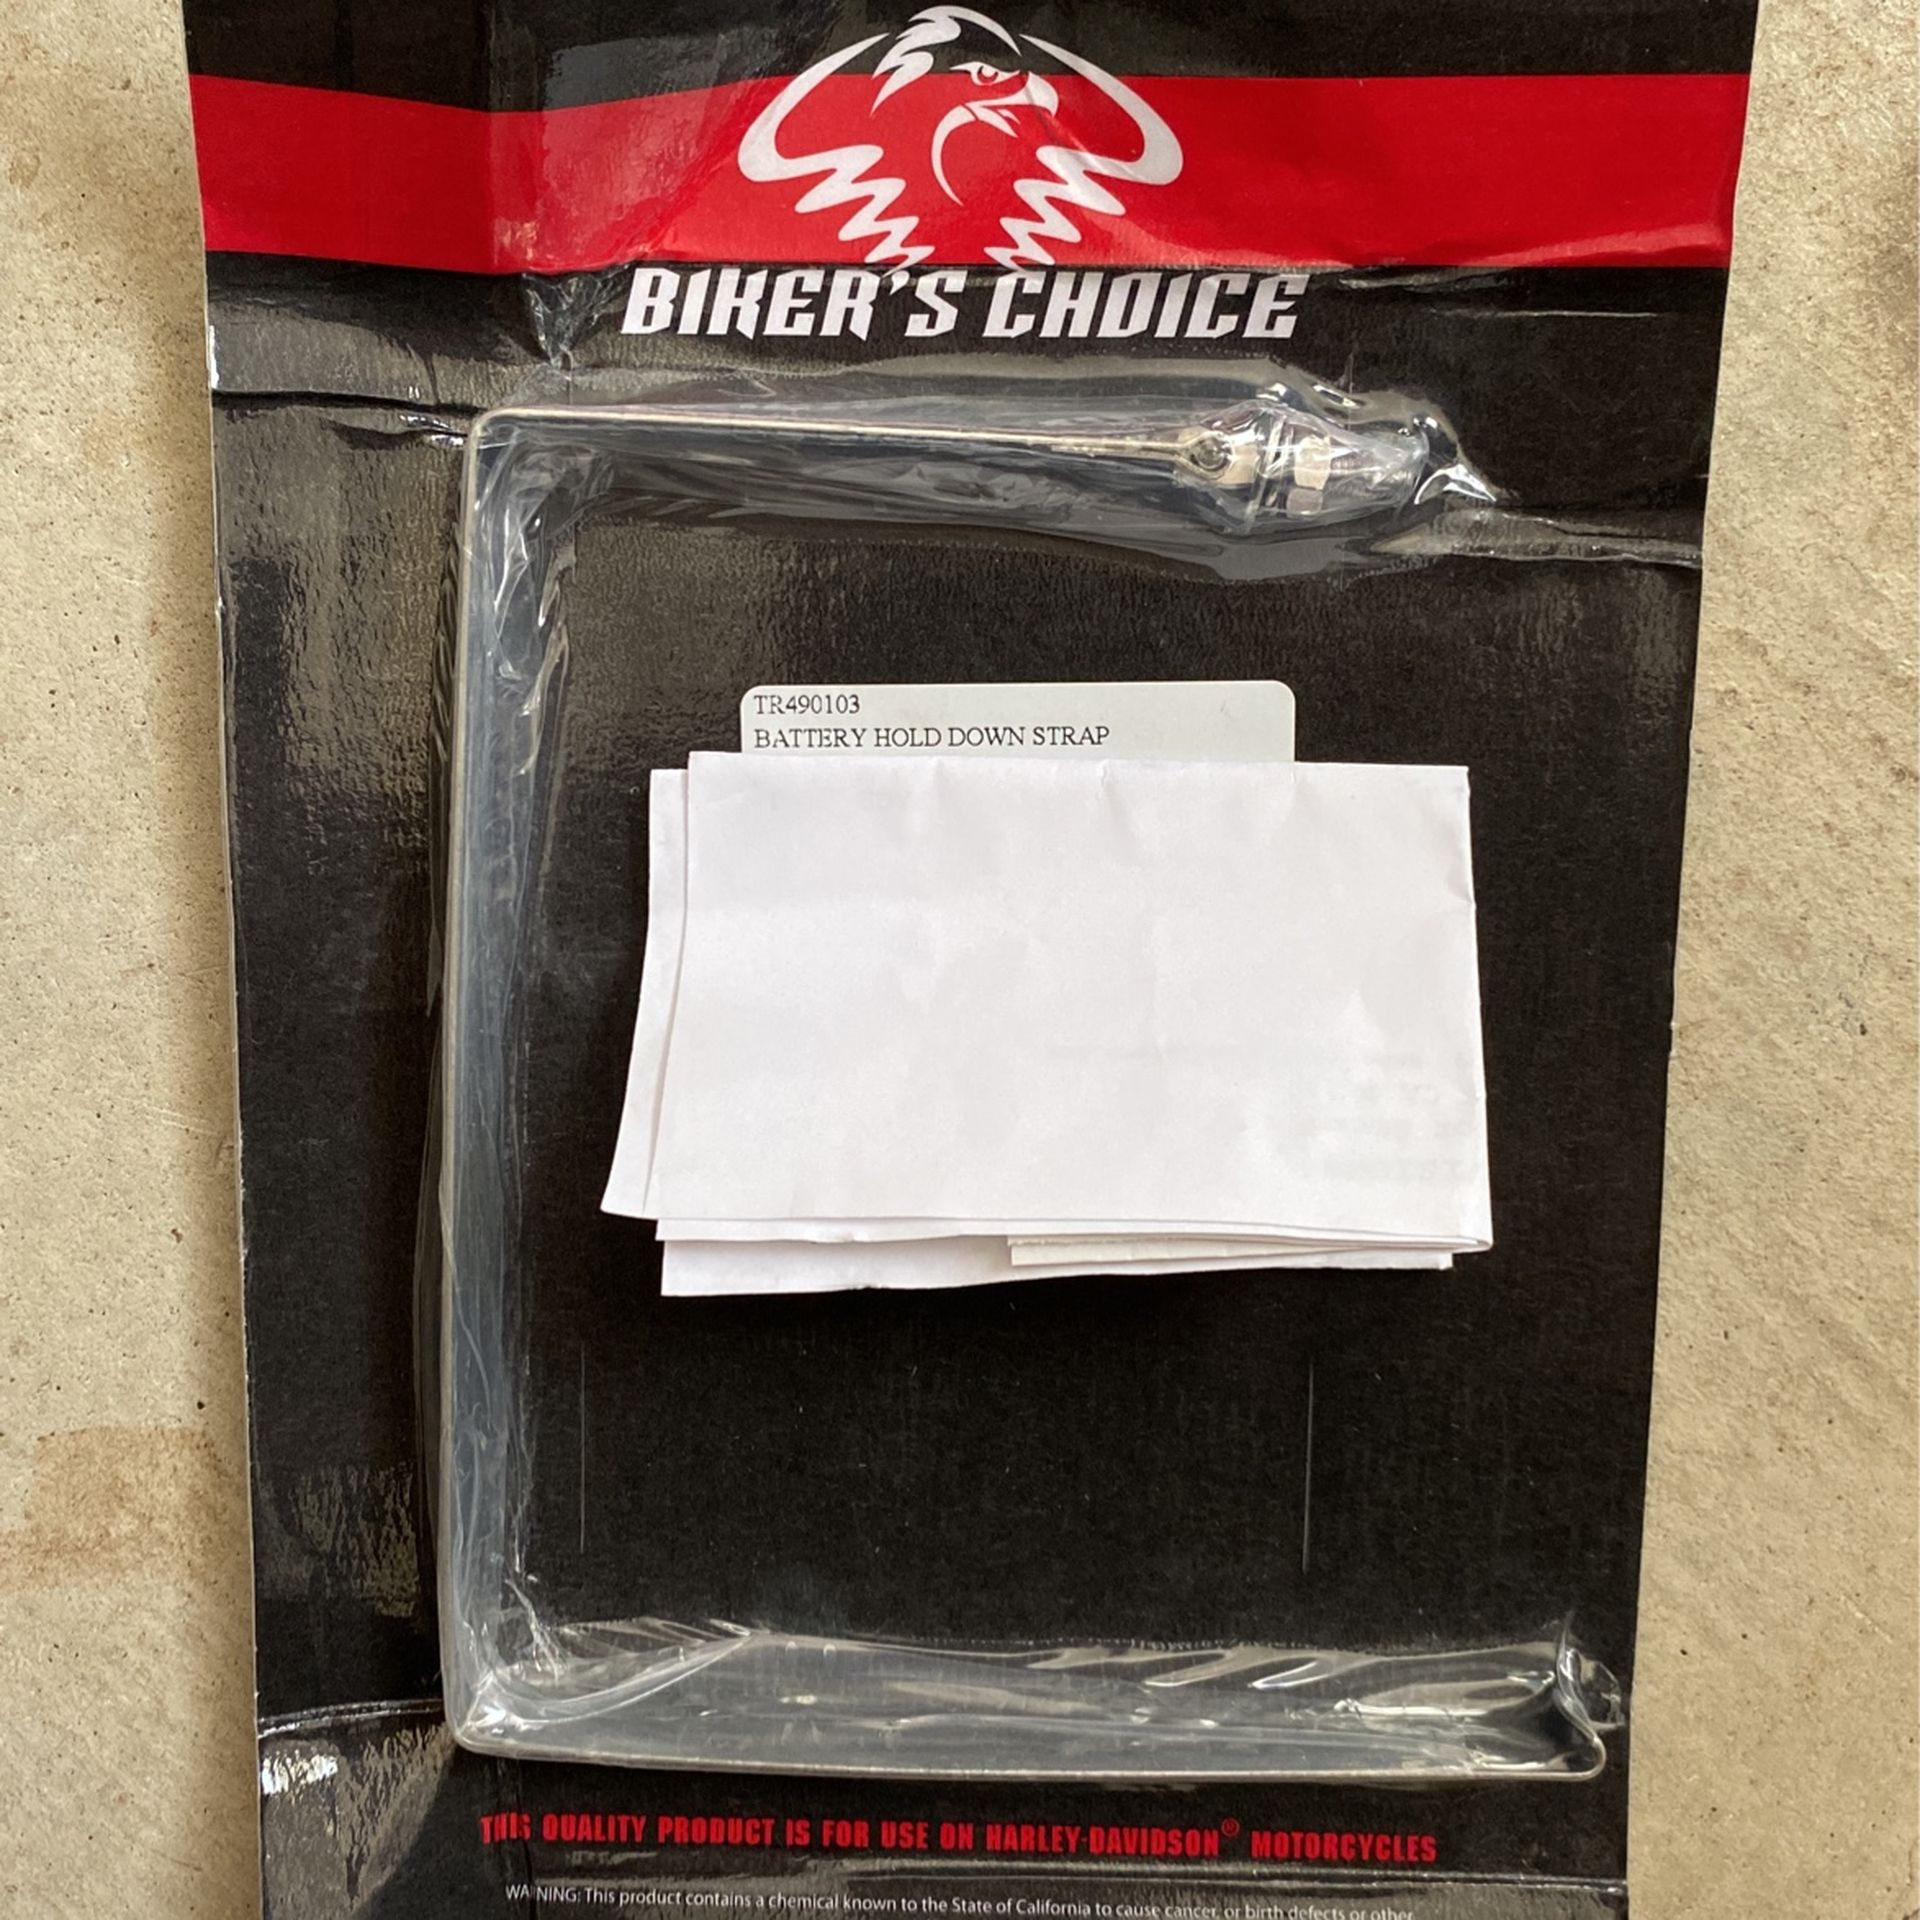 BIKER'S CHOICE
TR490103
BATTERY HOLD DOWN STRAP
THIS QUALITY PRODUCT IS FOR USE ON HARLEY-DAVIDSON® MOTORCYCLES
WARNING: This product contains a chemical known to the State of California to cause cancer, or birth defects or other